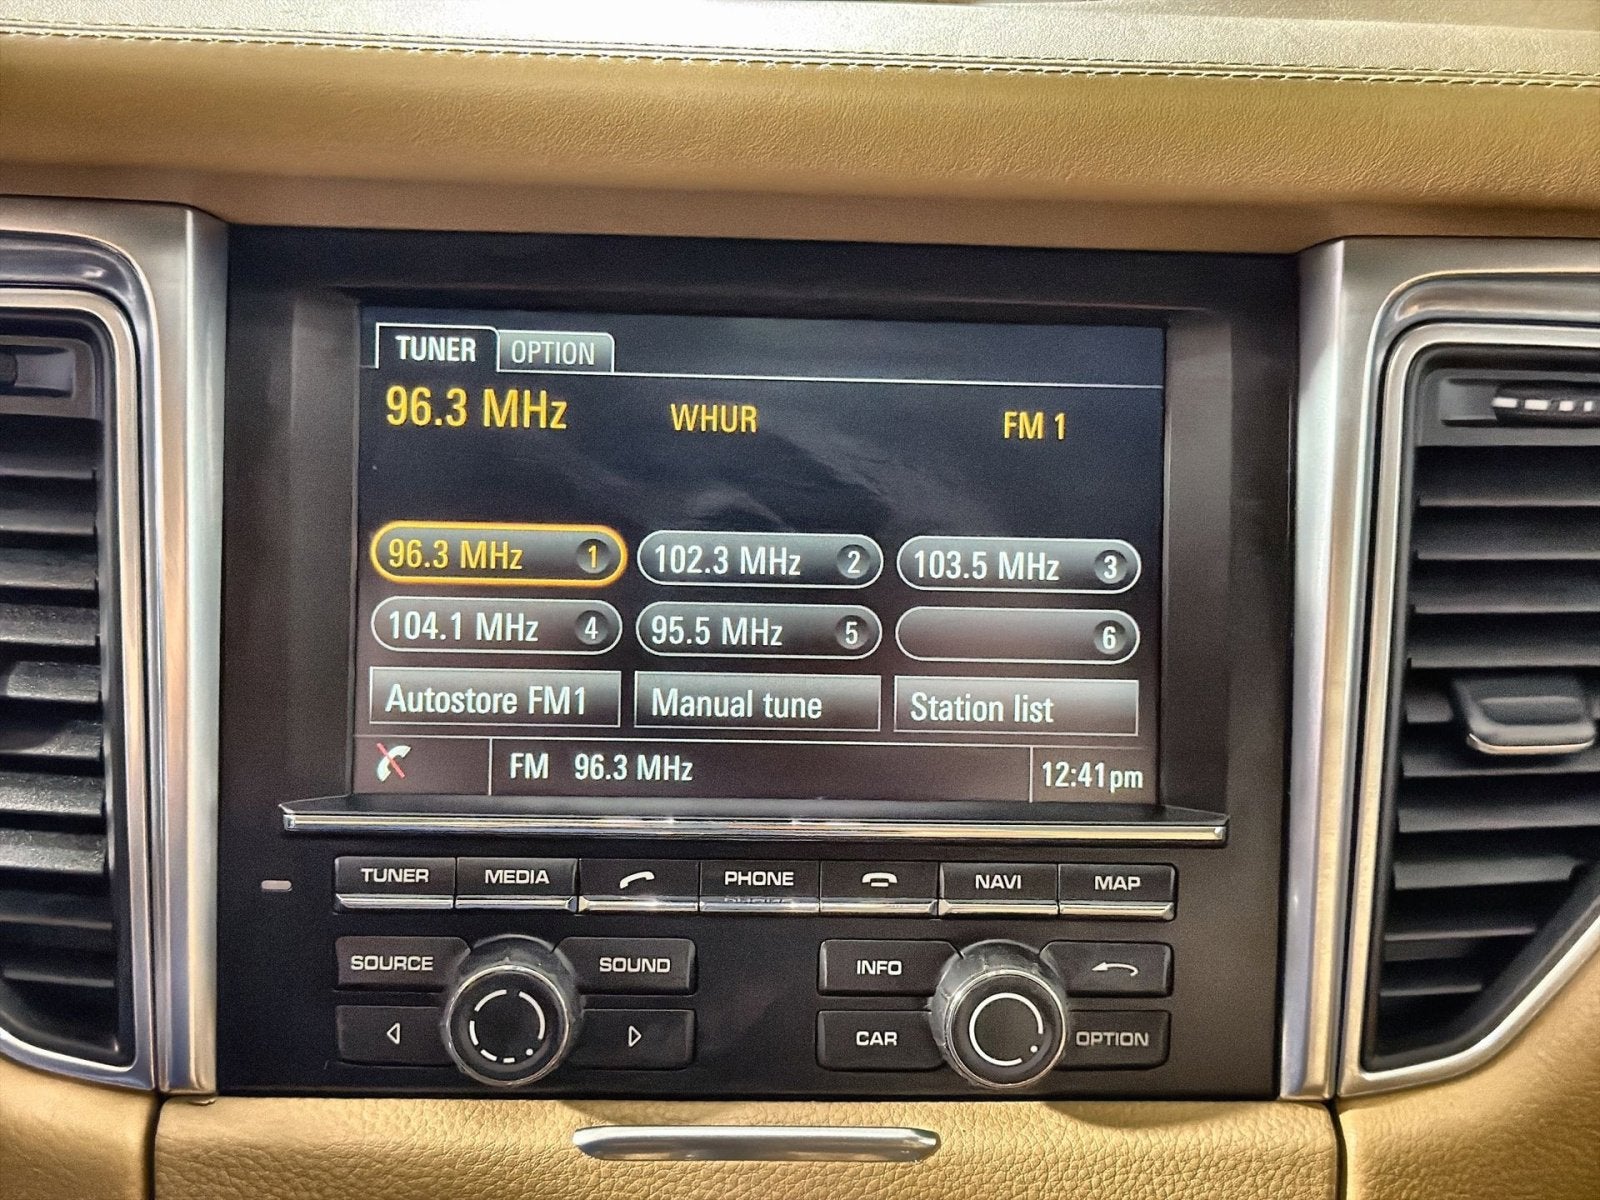 TUNER OPTION
96.3 MHz WHUR FM 1
96.3 MHz 1 102.3 MHz 2 103.5 MHz 3
104.1 MHz 4 95.5 MHz 5 6
Autostore FM1 Manual tune Station list
FM 96.3 MHz 12:41pm
TUNER MEDIA PHONE NAVI MAP
SOURCE SOUND INFO
CAR OPTION